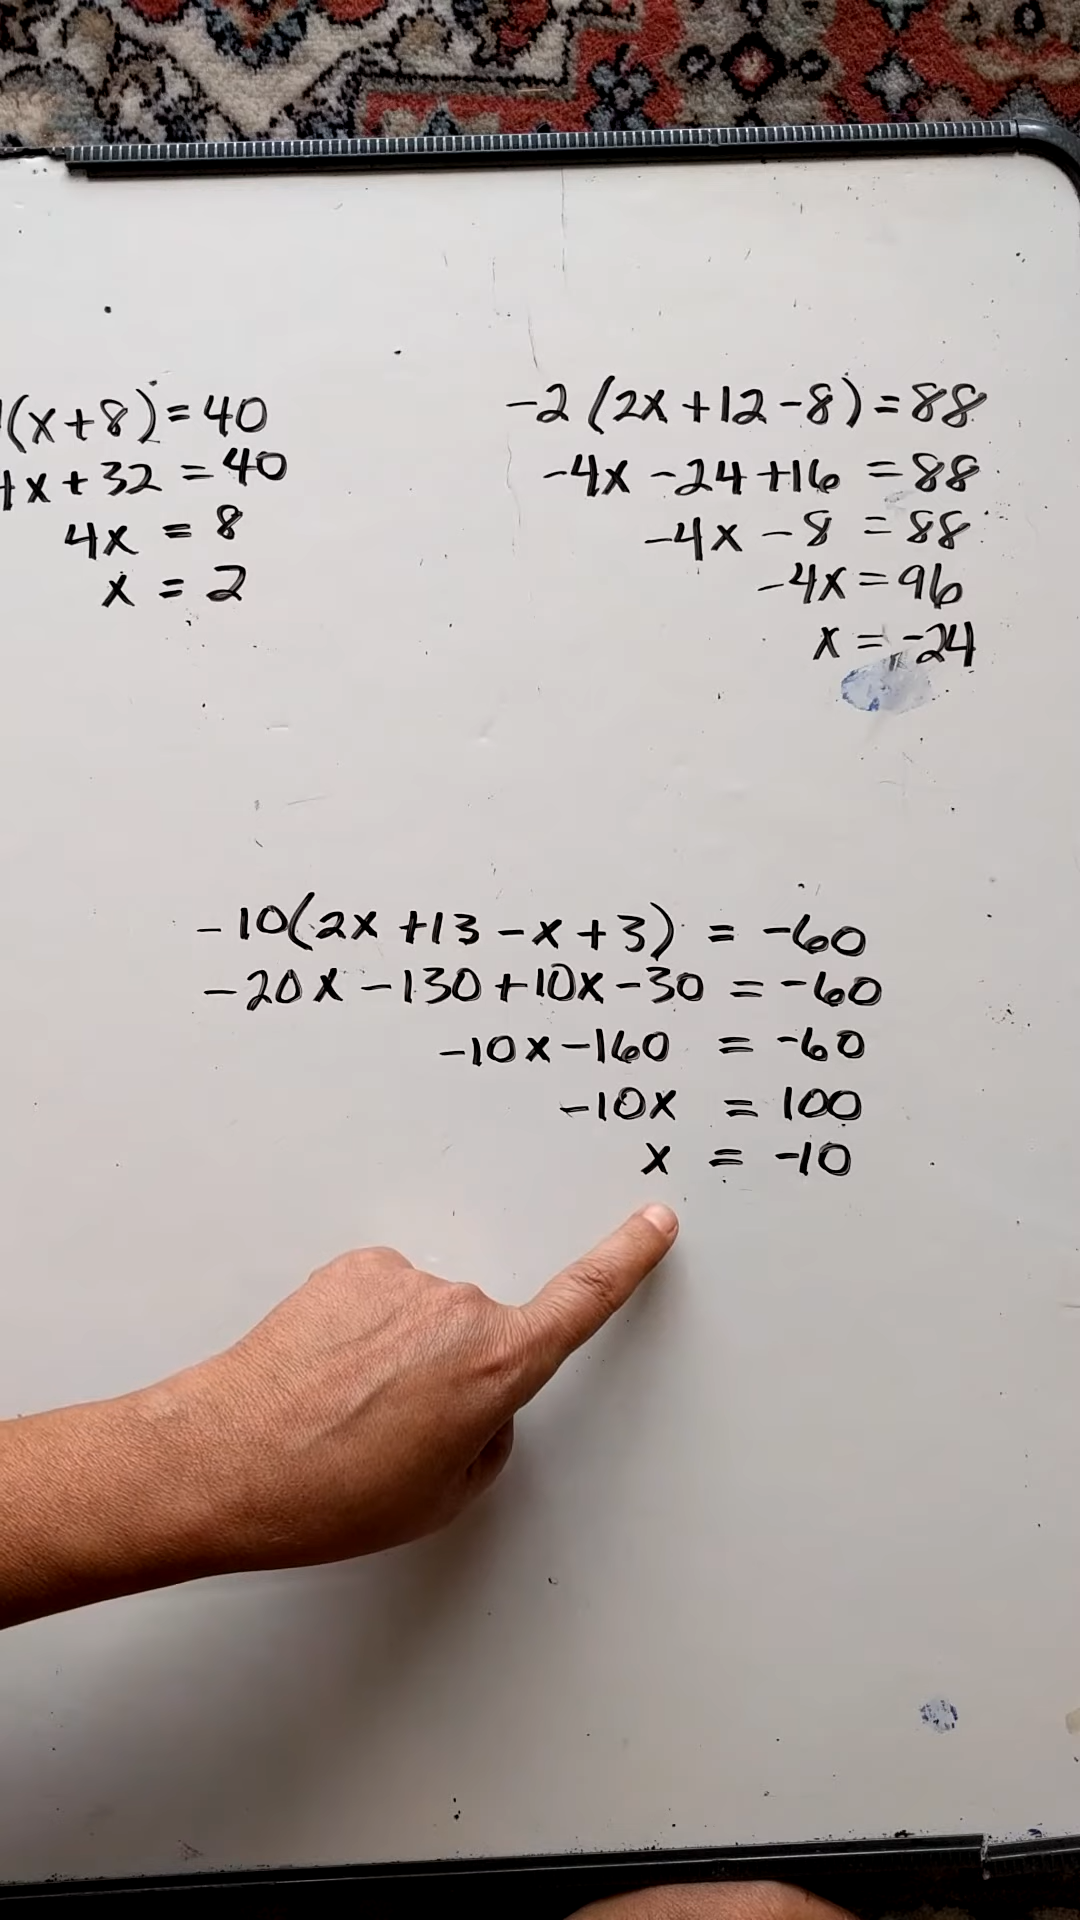 (x+8)=40
4x+32=40
4x=8
x=2
-2(2x+12-8)=88
-4x-24+16=88
-4x-8=88
-4x=96
x=-24
-10(2x+13-x+3)=-60
-20x-130+10x-30=-60
-10x-160=-60
-10x=100
x=-10